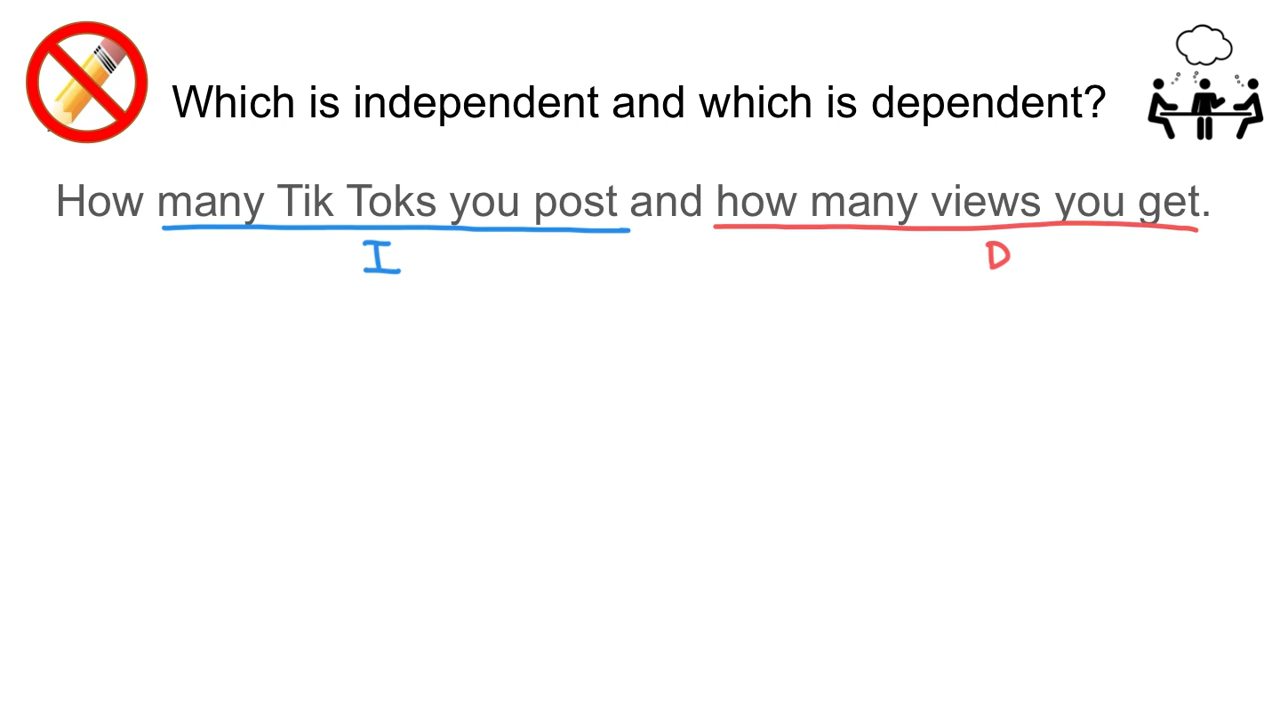 Which is independent and which is dependent?
How many Tik Toks you post and how many views you get.
I D